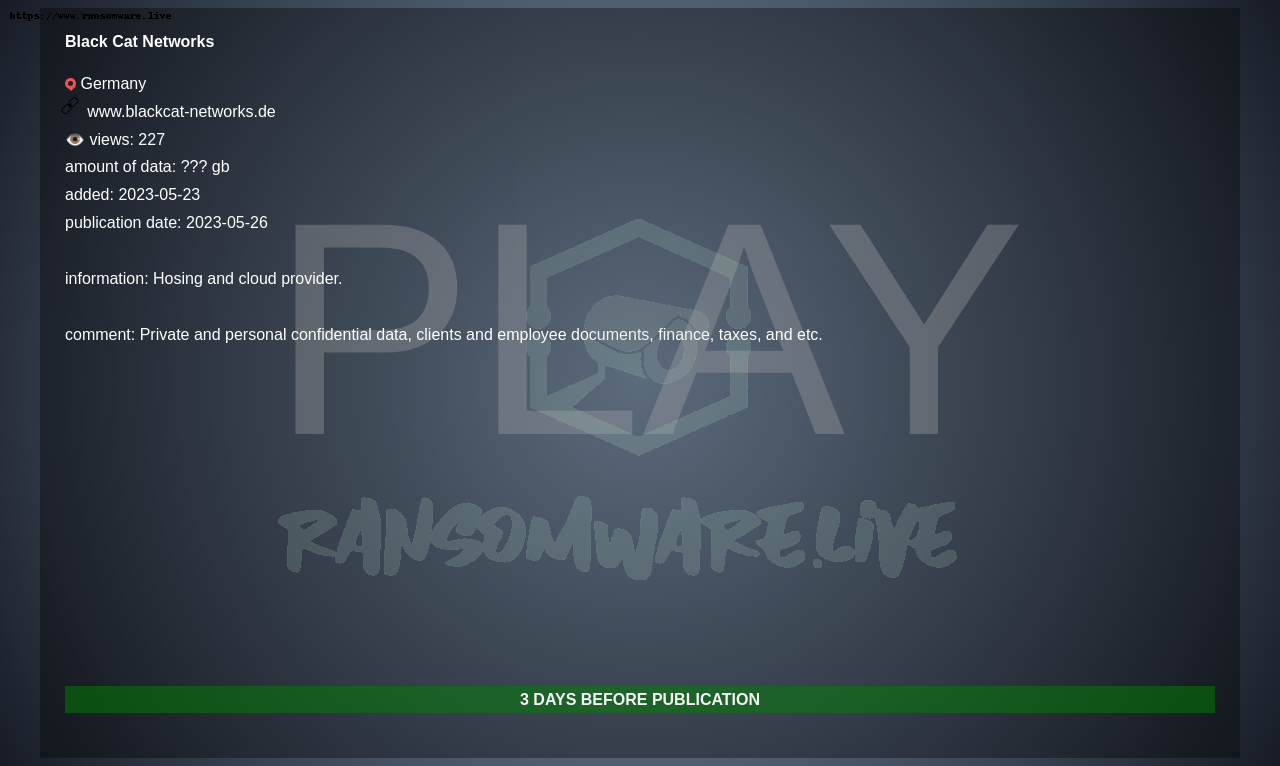 https://www.ransomware.live
Black Cat Networks
Germany
www.blackcat-networks.de
views: 227
amount of data: ??? gb
added: 2023-05-23
publication date: 2023-05-26
information: Hosing and cloud provider.
comment: Private and personal confidential data, clients and employee documents, finance, taxes, and etc.
PLAY
RANSOMWARE.LIVE
3 DAYS BEFORE PUBLICATION